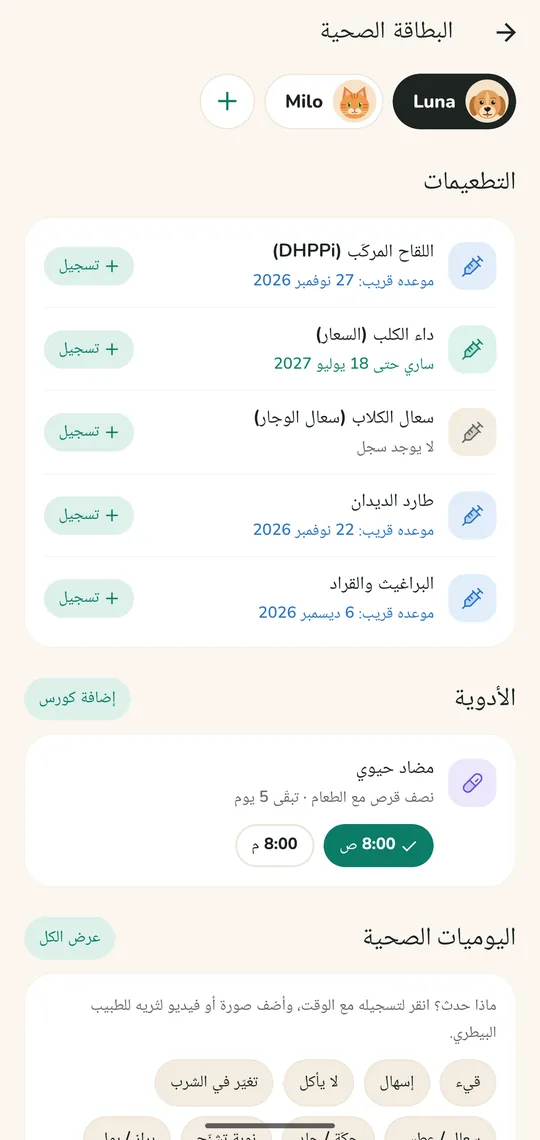 البطاقة الصحية
Luna
Milo
التطعيمات
اللقاح المركّب (DHPPi)
موعده قريب: 27 نوفمبر 2026
تسجيل
داء الكلب (السعار)
ساري حتى 18 يوليو 2027
تسجيل
سعال الكلاب (سعال الوجار)
لا يوجد سجل
تسجيل
طارد الديدان
موعده قريب: 22 نوفمبر 2026
تسجيل
البراغيث والقراد
موعده قريب: 6 ديسمبر 2026
تسجيل
الأدوية
إضافة كورس
مضاد حيوي
نصف قرص مع الطعام · تبقّى 5 يوم
8:00 ص
8:00 م
اليوميات الصحية
عرض الكل
ماذا حدث؟ انقر لتسجيله مع الوقت، وأضف صورة أو فيديو لتُريه للطبيب
البيطري.
قيء
إسهال
لا يأكل
تغيّر في الشرب